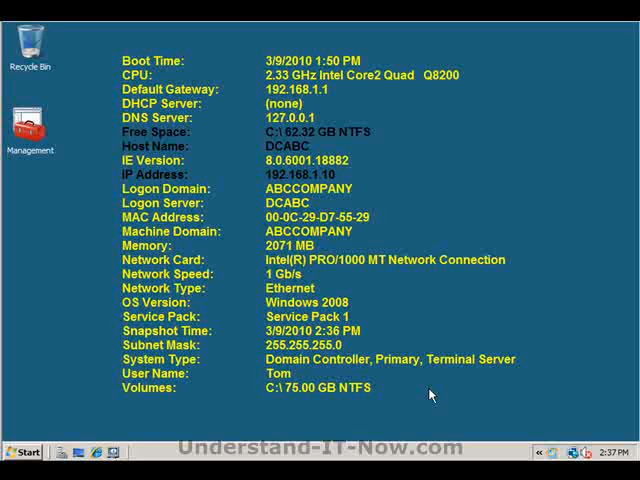 Recycle Bin
Management
Boot Time: 3/9/2010 1:50 PM
CPU: 2.33 GHz Intel Core2 Quad Q8200
Default Gateway: 192.168.1.1
DHCP Server: (none)
DNS Server: 127.0.0.1
Free Space: C:\ 62.32 GB NTFS
Host Name: DCABC
IE Version: 8.0.6001.18882
IP Address: 192.168.1.10
Logon Domain: ABCCOMPANY
Logon Server: DCABC
MAC Address: 00-0C-29-D7-55-29
Machine Domain: ABCCOMPANY
Memory: 2071 MB
Network Card: Intel(R) PRO/1000 MT Network Connection
Network Speed: 1 Gb/s
Network Type: Ethernet
OS Version: Windows 2008
Service Pack: Service Pack 1
Snapshot Time: 3/9/2010 2:36 PM
Subnet Mask: 255.255.255.0
System Type: Domain Controller, Primary, Terminal Server
User Name: Tom
Volumes: C:\ 75.00 GB NTFS
Start
Understand-IT-Now.com
« 2:37 PM